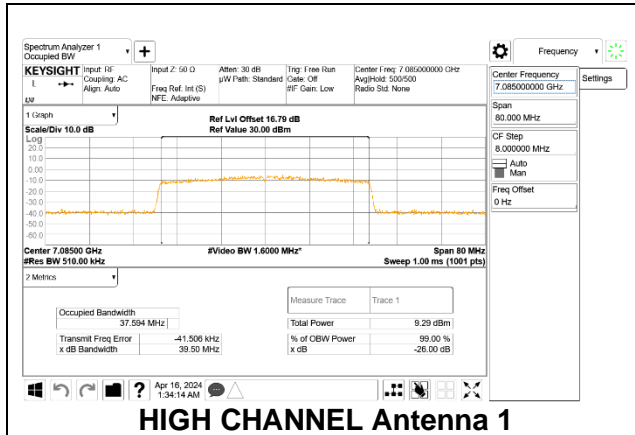 Spectrum Analyzer 1
Occupied BW
Frequency
KEYSIGHT
Input: RF
Coupling: AC
Align: Auto
Input Z: 50 Ω
Freq Ref: Int (S)
NFE: Adaptive
Atten: 30 dB
µW Path: Standard
Trig: Free Run
Gate: Off
#IF Gain: Low
Center Freq: 7.085000000 GHz
Avg|Hold: 500/500
Radio Std: None
L
Center Frequency
7.085000000 GHz
Settings
Span
80.000 MHz
CF Step
8.000000 MHz
Auto
Man
Freq Offset
0 Hz
1 Graph
Scale/Div 10.0 dB
Ref Lvl Offset 16.79 dB
Ref Value 30.00 dBm
Log
20.0
10.0
0.00
-10.0
-20.0
-30.0
-40.0
-50.0
-60.0
Center 7.08500 GHz
#Video BW 1.6000 MHz*
Span 80 MHz
#Res BW 510.00 kHz
Sweep 1.00 ms (1001 pts)
2 Metrics
Measure Trace Trace 1
Occupied Bandwidth
37.594 MHz
Total Power 9.29 dBm
Transmit Freq Error -41.506 kHz
% of OBW Power 99.00 %
x dB Bandwidth 39.50 MHz
x dB -26.00 dB
Apr 16, 2024
1:34:14 AM
HIGH CHANNEL Antenna 1